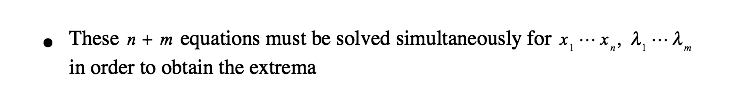 • These n + m equations must be solved simultaneously for x₁ ⋯ xₙ, λ₁ ⋯ λₘ
in order to obtain the extrema